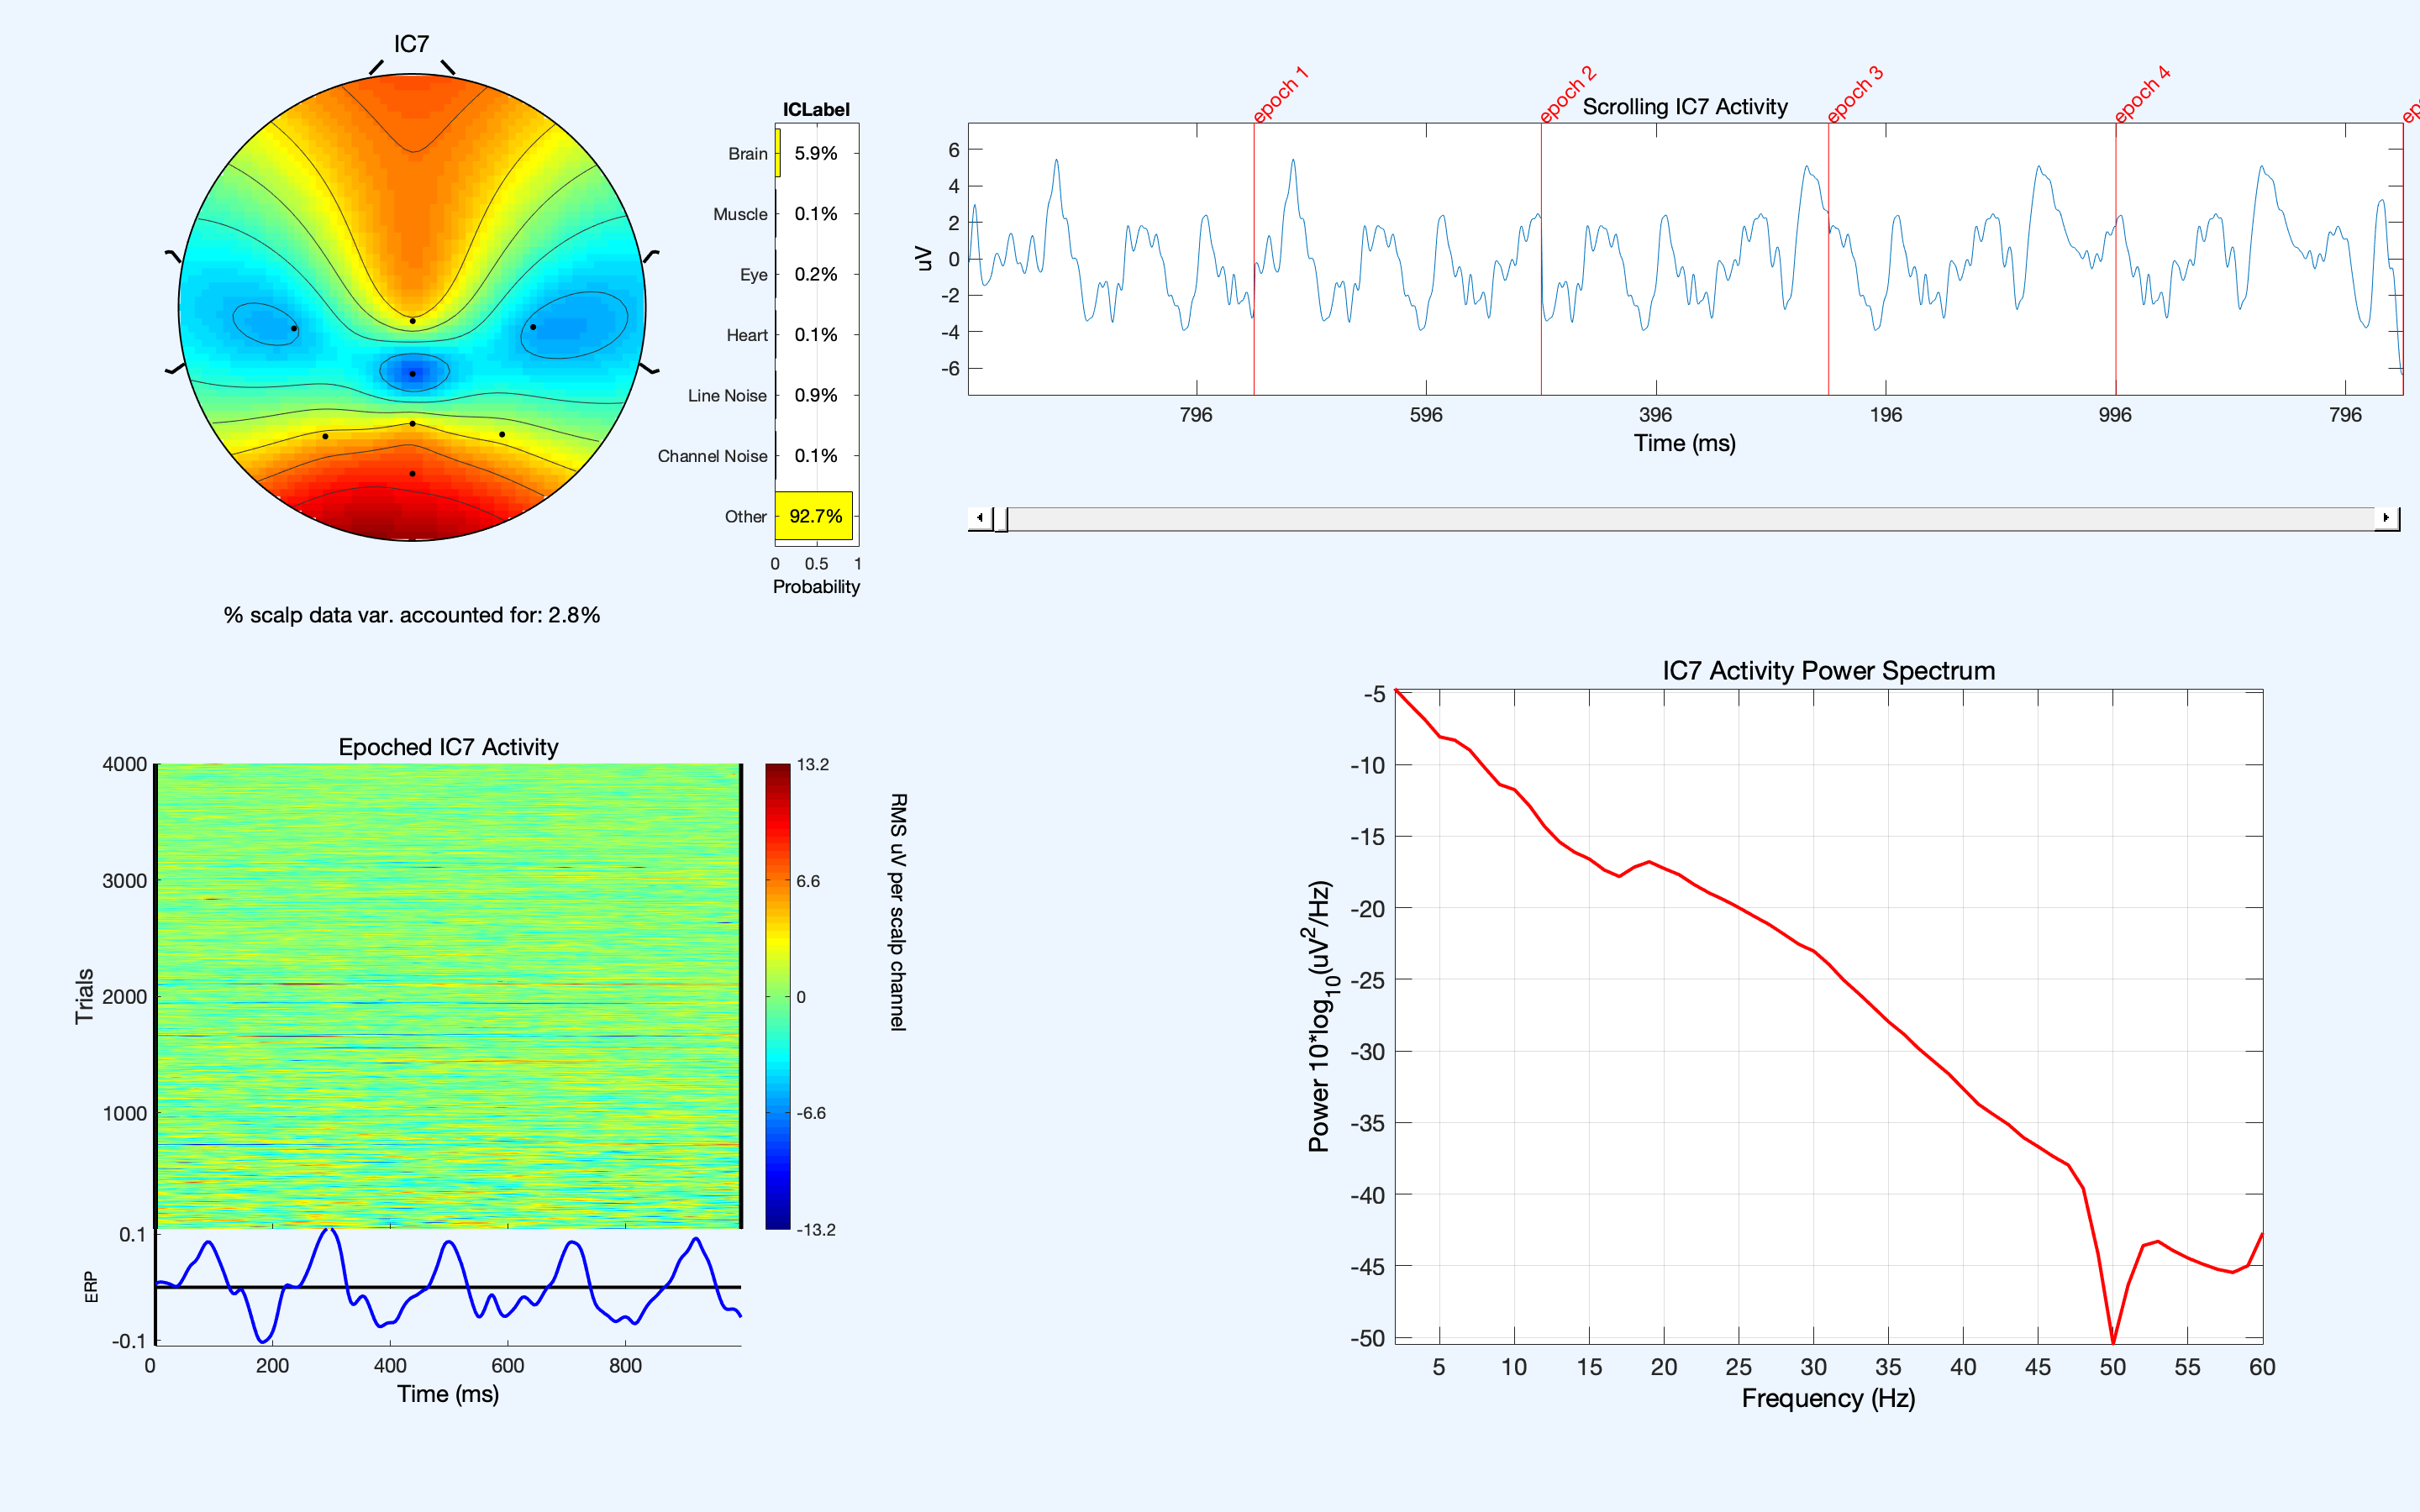 IC7
ICLabel
Brain 5.9%
Muscle 0.1%
Eye 0.2%
Heart 0.1%
Line Noise 0.9%
Channel Noise 0.1%
Other 92.7%
0 0.5 1
Probability
% scalp data var. accounted for: 2.8%
epoch 1
epoch 2
epoch 3
epoch 4
ep
Scrolling IC7 Activity
6
4
2
0
-2
-4
-6
uV
796 596 396 196 996 796
Time (ms)
Epoched IC7 Activity
4000
3000
2000
1000
Trials
13.2
6.6
0
-6.6
-13.2
RMS uV per scalp channel
0.1
-0.1
ERP
0 200 400 600 800
Time (ms)
IC7 Activity Power Spectrum
-5
-10
-15
-20
-25
-30
-35
-40
-45
-50
Power 10*log10(uV2/Hz)
5 10 15 20 25 30 35 40 45 50 55 60
Frequency (Hz)